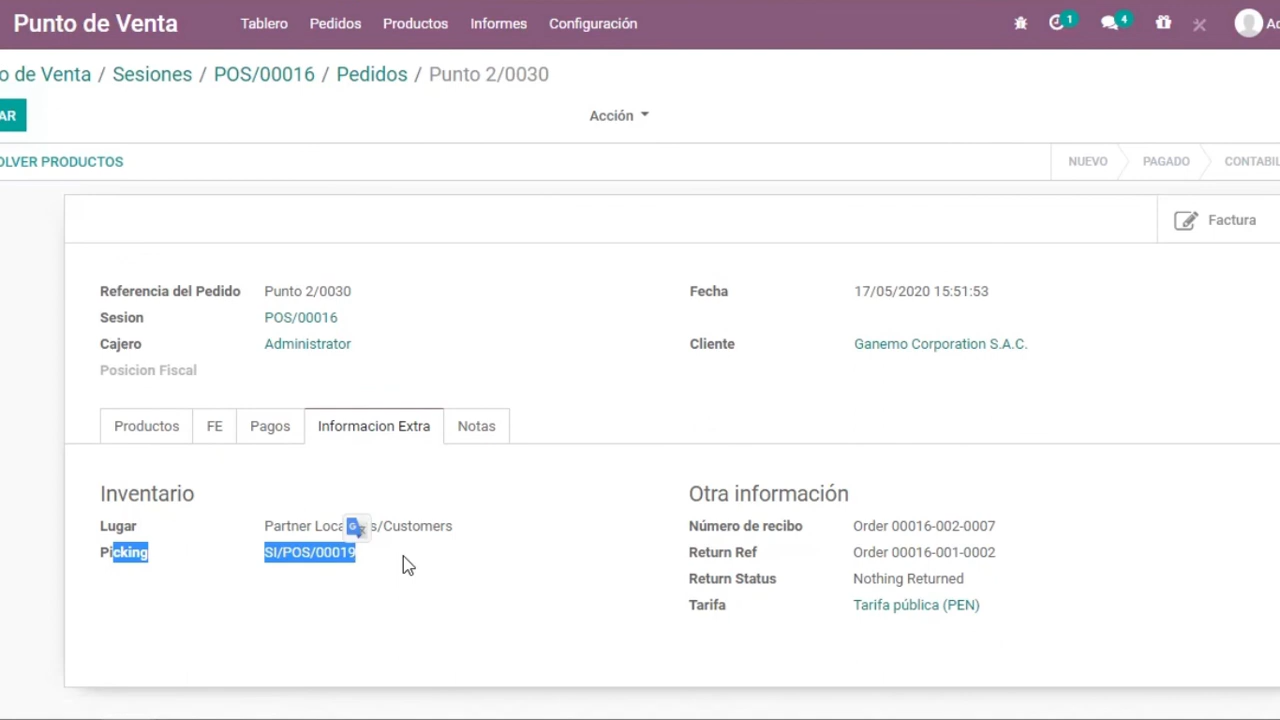 Punto de Venta Tablero Pedidos Productos Informes Configuración 1 4
o de Venta / Sesiones / POS/00016 / Pedidos / Punto 2/0030
AR Acción
OLVER PRODUCTOS NUEVO PAGADO CONTABIL
Factura
Referencia del Pedido Punto 2/0030 Fecha 17/05/2020 15:51:53
Sesion POS/00016
Cajero Administrator Cliente Ganemo Corporation S.A.C.
Posicion Fiscal
Productos FE Pagos Informacion Extra Notas
Inventario Otra información
Lugar Partner Loca s/Customers Número de recibo Order 00016-002-0007
Picking SI/POS/00019 Return Ref Order 00016-001-0002
Return Status Nothing Returned
Tarifa Tarifa pública (PEN)